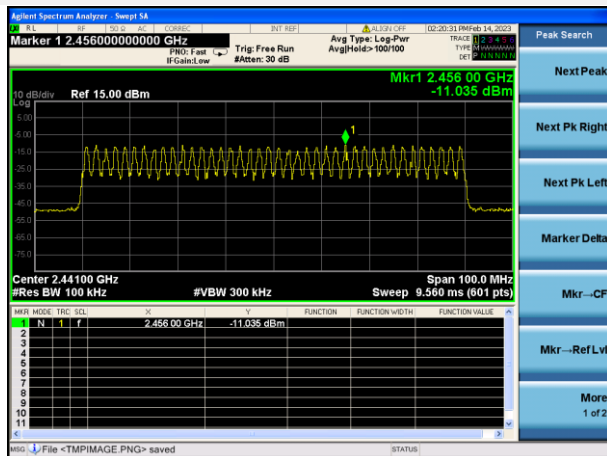 Agilent Spectrum Analyzer - Swept SA
RL RF 50 Ω AC CORREC INT REF ALIGN OFF 02:20:31 PM Feb 14, 2023
Marker 1 2.456000000000 GHz
PNO: Fast
IFGain:Low
Trig: Free Run
#Atten: 30 dB
Avg Type: Log-Pwr
Avg|Hold:> 100/100
TRACE 1 2 3 4 5 6
TYPE M
DET P N N N N N
Peak Search
Mkr1 2.456 00 GHz
-11.035 dBm
10 dB/div Ref 15.00 dBm
Log
5.00
-5.00
-15.0
-25.0
-35.0
-45.0
-55.0
-65.0
-75.0
1
Center 2.44100 GHz
Span 100.0 MHz
#Res BW 100 kHz #VBW 300 kHz Sweep 9.560 ms (601 pts)
MKR MODE TRC SCL X Y FUNCTION FUNCTION WIDTH FUNCTION VALUE
1 N 1 f 2.456 00 GHz -11.035 dBm
2
3
4
5
6
7
8
9
10
11
Next Peak
Next Pk Right
Next Pk Left
Marker Delta
Mkr→CF
Mkr→Ref Lvl
More
1 of 2
MSG File <TMPIMAGE.PNG> saved STATUS